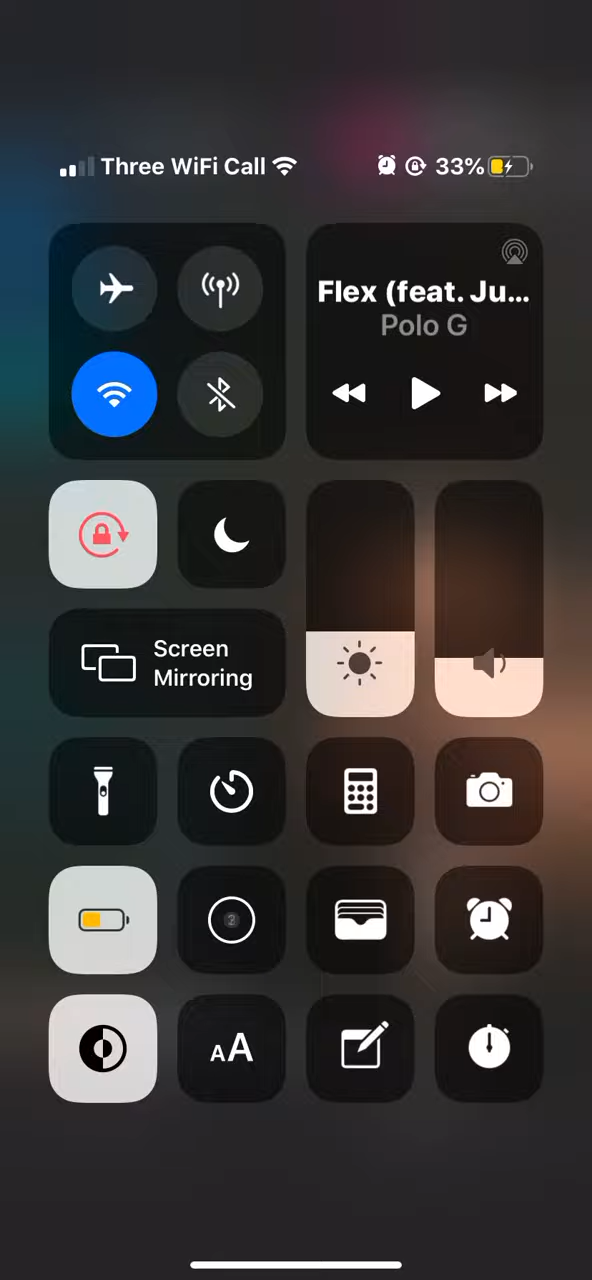 Three WiFi Call
33%
Flex (feat. Ju...
Polo G
Screen
Mirroring
AA